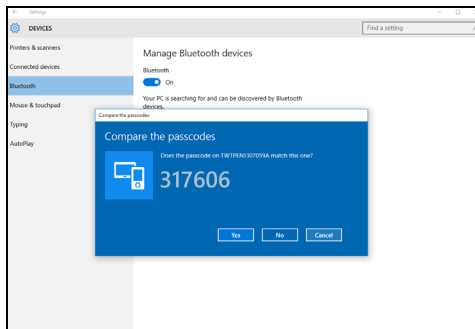 Settings
DEVICES
Find a setting
Printers & scanners
Connected devices
Bluetooth
Mouse & touchpad
Typing
AutoPlay
Manage Bluetooth devices
Bluetooth
On
Your PC is searching for and can be discovered by Bluetooth
devices.
Compare the passcodes
Compare the passcodes
Does the passcode on TWTPENI1307059A match this one?
317606
Yes
No
Cancel